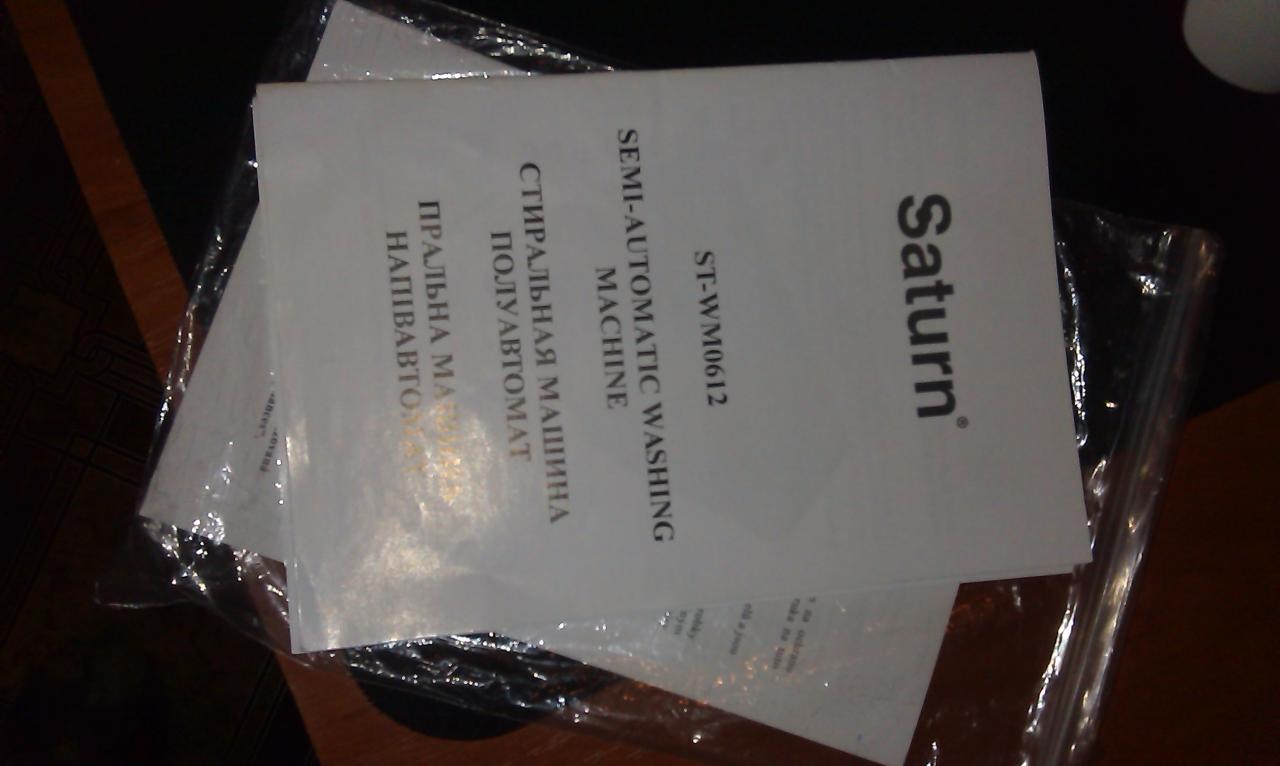 Saturn®
ST-WM0612
SEMI-AUTOMATIC WASHING
MACHINE
СТИРАЛЬНАЯ МАШИНА
ПОЛУАВТОМАТ
ПРАЛЬНА МАШИНА
НАПІВАВТОМАТ